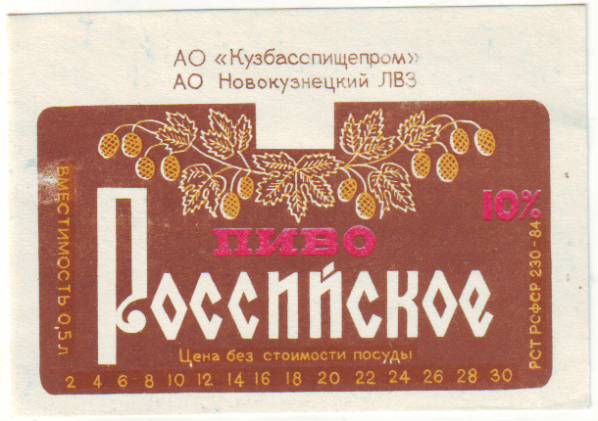 АО «Кузбасспищепром»
АО Новокузнецкий ЛВЗ
10%
ВМЕСТИМОСТЬ 0,5 л
ПИВО
Российское
РСТ РСФСР 230-84
Цена без стоимости посуды
2 4 6 8 10 12 14 16 18 20 22 24 26 28 30